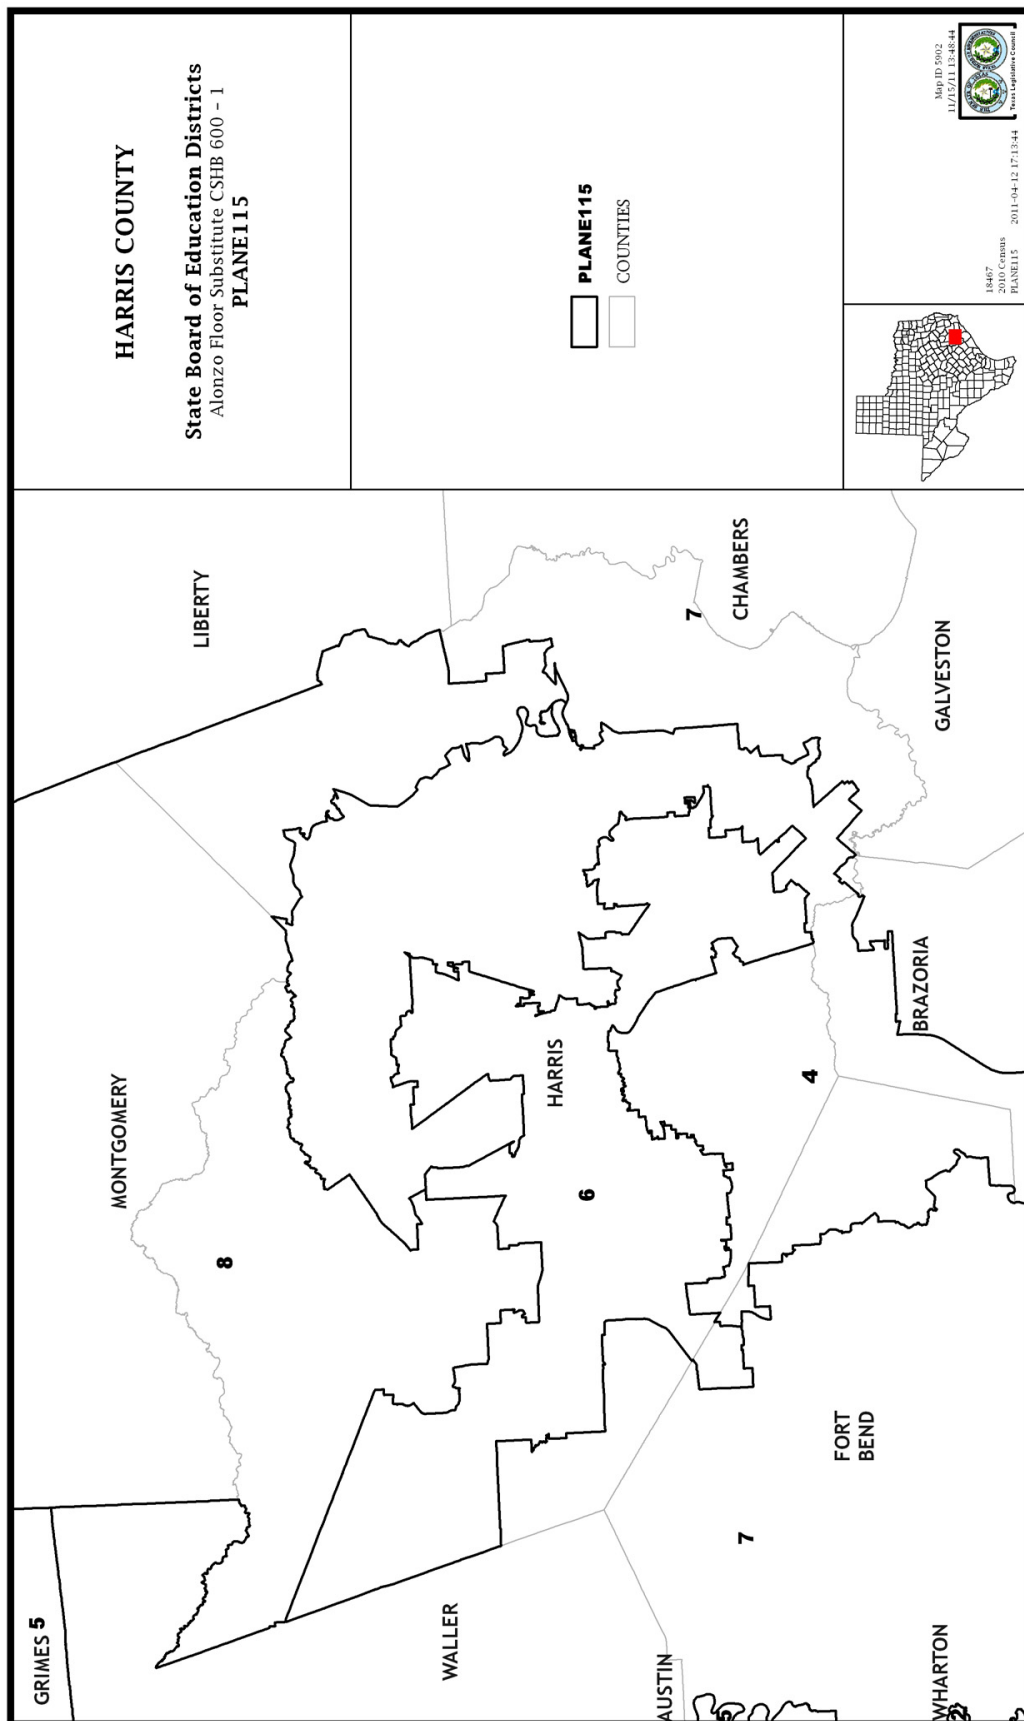 HARRIS COUNTY
State Board of Education Districts
Alonzo Floor Substitute CSHB 600 - 1
PLANE115
PLANE115
COUNTIES
Map ID 5902
11/15/11 13:48:44
Texas Legislative Council
18467
2010 Census
PLANE115 2011-04-12 17:13:44
GRIMES
5
MONTGOMERY
LIBERTY
8
WALLER
HARRIS
6
7
CHAMBERS
4
GALVESTON
AUSTIN
7
FORT
BEND
BRAZORIA
5
WHARTON
2